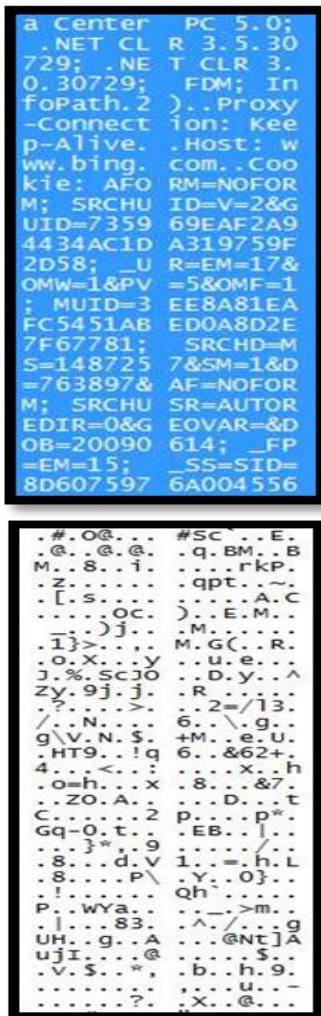 a Center PC 5.0;
.NET CL R 3.5.30
729; .NE T CLR 3.
0.30729; FDM; In
foPath.2 )..Proxy
-Connect ion: Kee
p-Alive. .Host: w
ww.bing. com..Coo
kie: AFO RM=NOFOR
M; SRCHU ID=V=2&G
UID=7359 69EAF2A9
4434AC1D A319759F
2D58; _U R=EM=17&
OMW=1&PV =5&OMF=1
; MUID=3 EE8A81EA
FC5451AB ED0A8D2E
7F67781; SRCHD=M
S=148725 7&SM=1&D
=763897& AF=NOFOR
M; SRCHU SR=AUTOR
EDIR=0&G EOVAR=&D
OB=20090 614; _FP
=EM=15; _SS=SID=
8D607597 6A004556
.#.O@... #Sc`..E.
.@..@.@. .q.BM..B
M..8..i. ....rkP.
.z...... .qpt..~.
.[.s.... .....A.C
.....OC. )..E.M..
_..)j.. .M......
.1}>..,. M.G(..R.
.o.X...y ..u.e...
J.%.SCJO ..D.y..^
Zy.9j.j. .R......
.?....>. ..2=/l3.
/..N.... 6..\.g..
g\V.N.$. +M..e.U.
.HT9..!q 6..&62+.
4...<..: ....x..h
.o=h...x .8...&7.
..ZO.A.. ...D...t
C......2 p.....p*
Gq-0.t.. .EB..|..
..}*,.9 ....../..
.8...d.V 1..=.h.L
.8....P\ .Y..0}..
.!...... Qh`.....
P..WYa. ..._.>m..
.|...83. .^./...g
UH..g..A ...@Nt]A
ujI....@ .....$..
.v.$..*, .b..h.9.
........ ,...u..-
......?. .X..@...